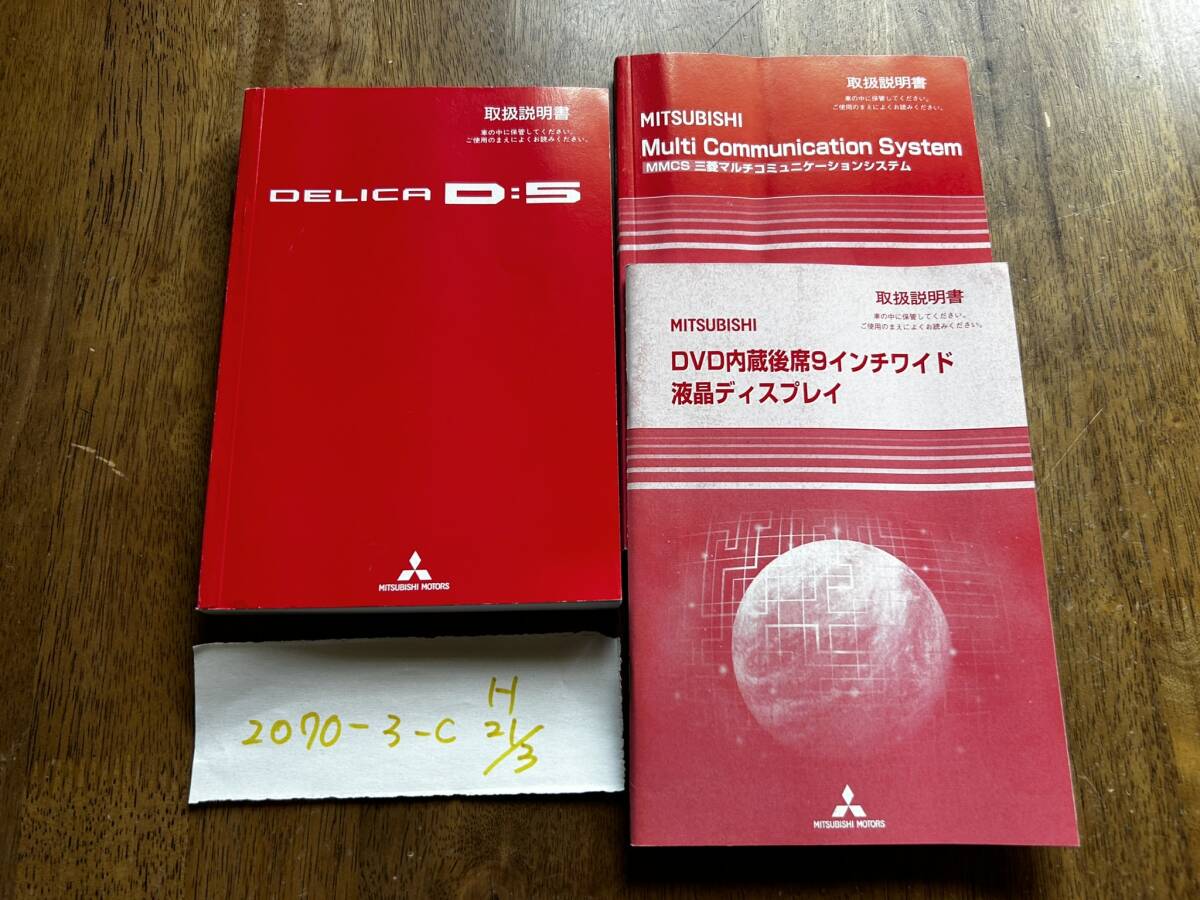 取扱説明書
車の中に保管してください。
ご使用のまえによくお読みください。
DELICA D:5
MITSUBISHI MOTORS
取扱説明書
車の中に保管してください。
ご使用のまえによくお読みください。
MITSUBISHI
Multi Communication System
MMCS 三菱マルチコミュニケーションシステム
取扱説明書
車の中に保管してください。
ご使用のまえによくお読みください。
MITSUBISHI
DVD内蔵後席9インチワイド
液晶ディスプレイ
MITSUBISHI MOTORS
2070-3-C H 21/3